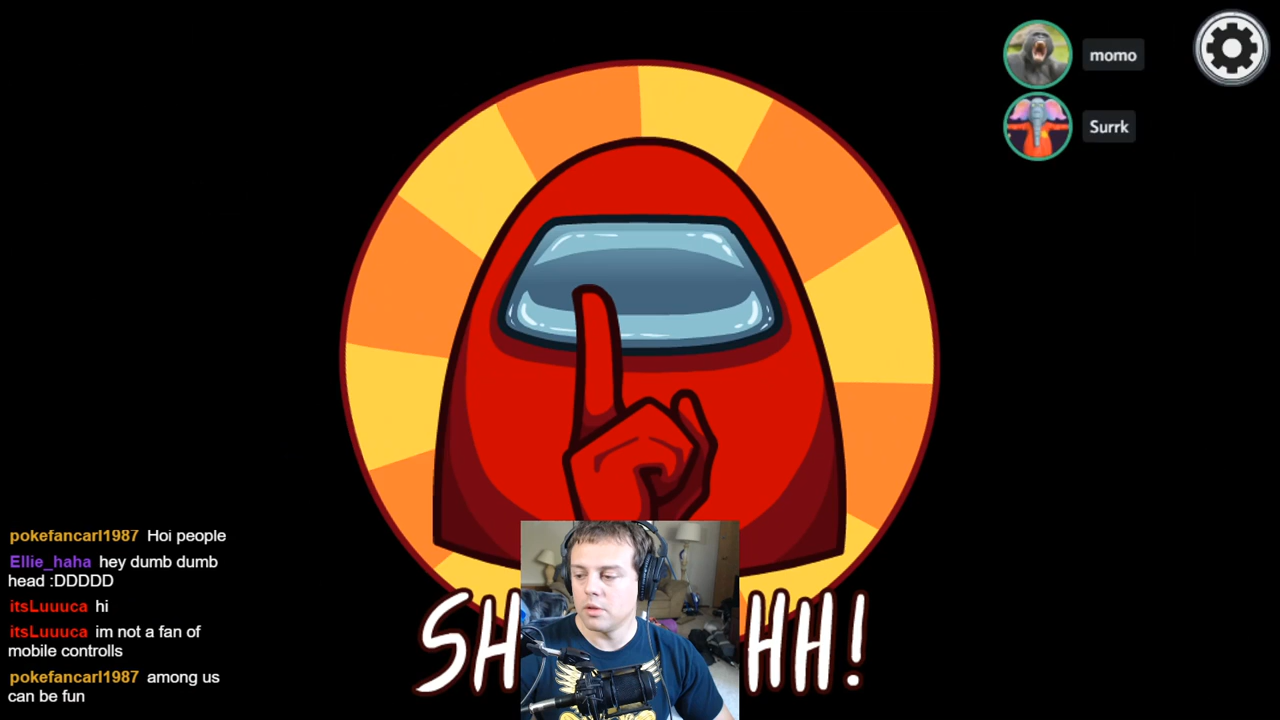 momo
Surrk
pokefancarl1987 Hoi people
Ellie_haha hey dumb dumb
head :DDDDD
itsLuuuca hi
itsLuuuca im not a fan of
mobile controlls
pokefancarl1987 among us
can be fun
SH HH!